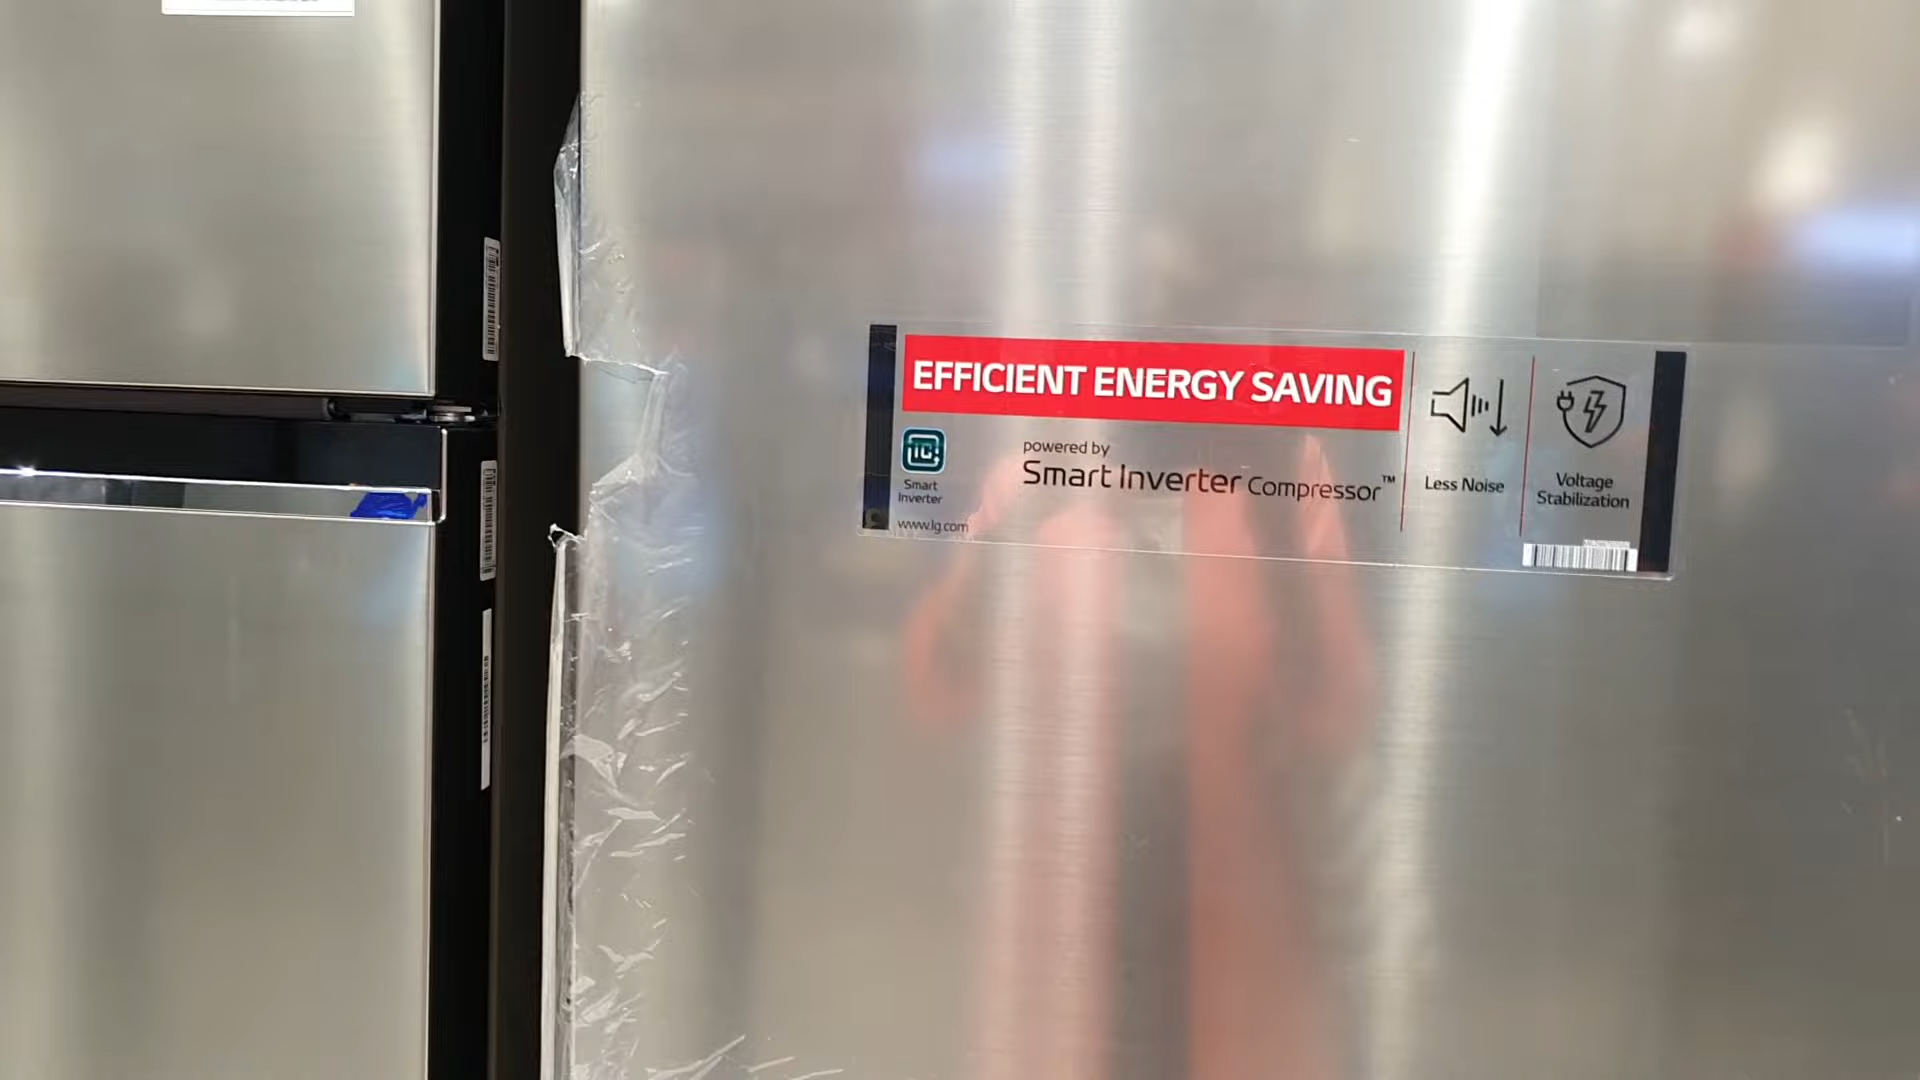 EFFICIENT ENERGY SAVING
Smart
Inverter
powered by
Smart Inverter Compressor™
www.lg.com
Less Noise
Voltage
Stabilization